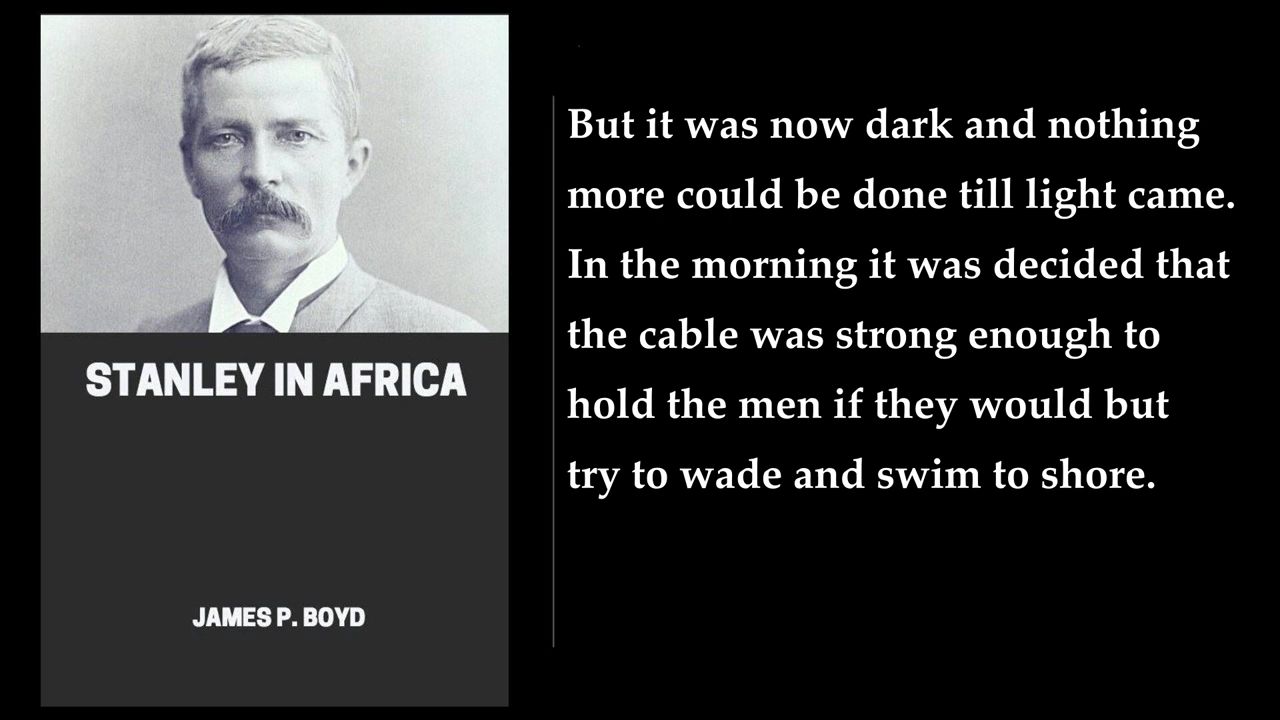 STANLEY IN AFRICA
JAMES P. BOYD
But it was now dark and nothing
more could be done till light came.
In the morning it was decided that
the cable was strong enough to
hold the men if they would but
try to wade and swim to shore.